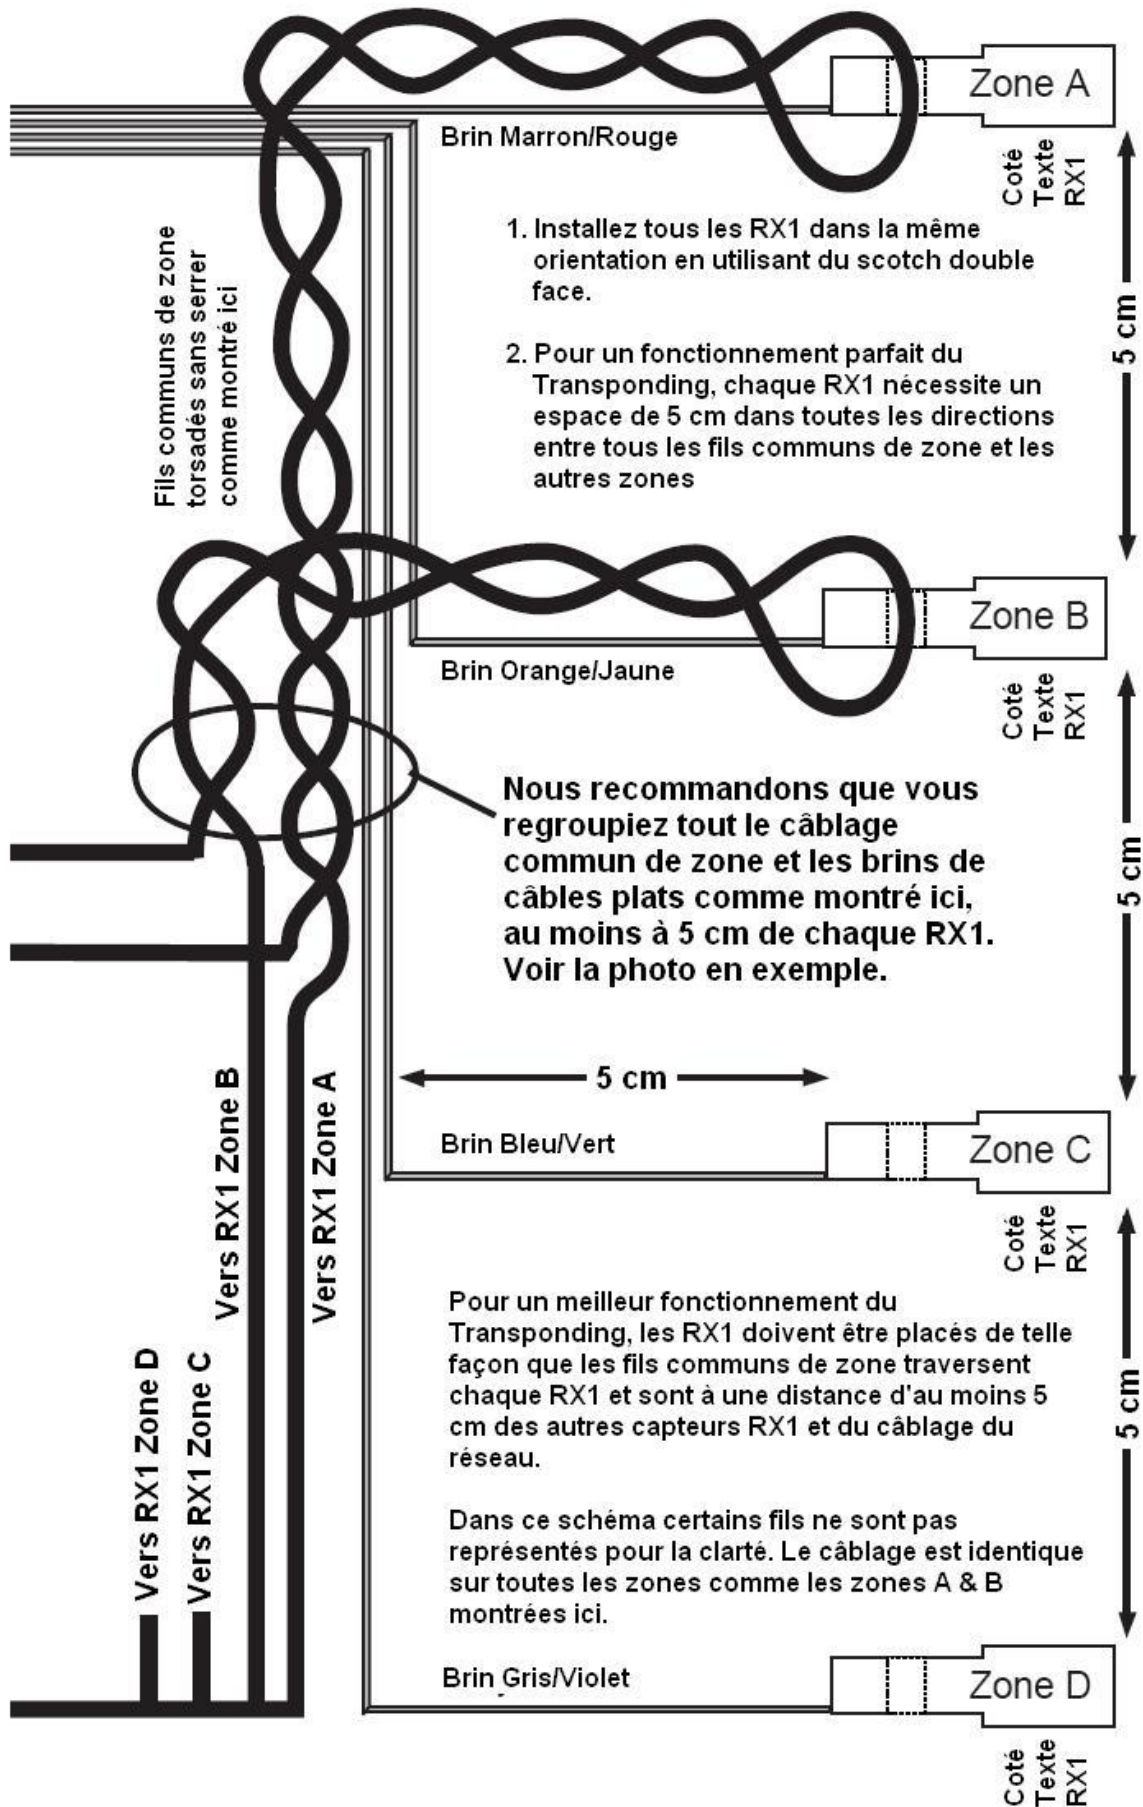 Zone A
Brin Marron/Rouge
Coté
Texte
RX1
Fils communs de zone
torsadés sans serrer
comme montré ici
1. Installez tous les RX1 dans la même
orientation en utilisant du scotch double
face.
5 cm
2. Pour un fonctionnement parfait du
Transponding, chaque RX1 nécessite un
espace de 5 cm dans toutes les directions
entre tous les fils communs de zone et les
autres zones
Zone B
Brin Orange/Jaune
Coté
Texte
RX1
Nous recommandons que vous
regroupiez tout le câblage
commun de zone et les brins de
câbles plats comme montré ici,
au moins à 5 cm de chaque RX1.
Voir la photo en exemple.
5 cm
5 cm
Vers RX1 Zone B
Vers RX1 Zone A
Brin Bleu/Vert
Zone C
Coté
Texte
RX1
Pour un meilleur fonctionnement du
Transponding, les RX1 doivent être placés de telle
façon que les fils communs de zone traversent
chaque RX1 et sont à une distance d'au moins 5
cm des autres capteurs RX1 et du câblage du
réseau.
5 cm
Vers RX1 Zone D
Vers RX1 Zone C
Dans ce schéma certains fils ne sont pas
représentés pour la clarté. Le câblage est identique
sur toutes les zones comme les zones A & B
montrées ici.
Brin Gris/Violet
Zone D
Coté
Texte
RX1